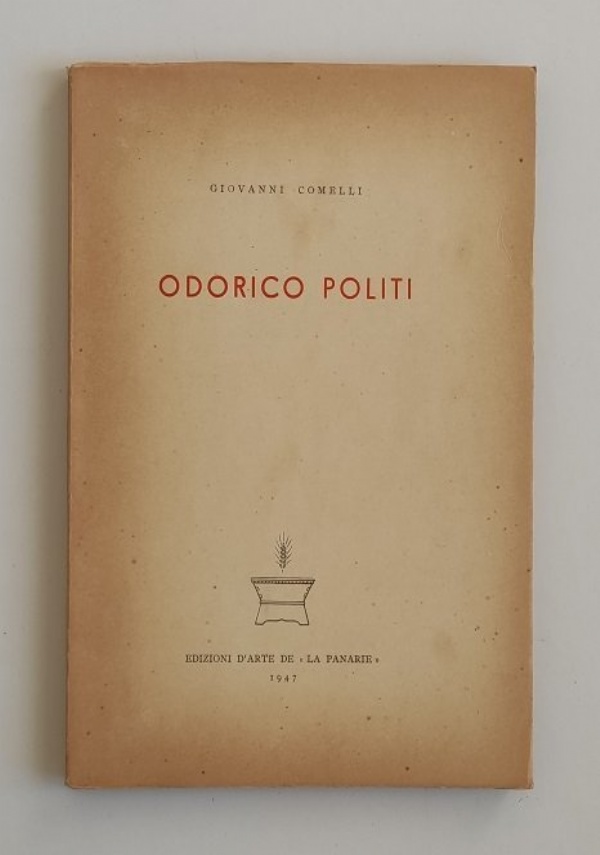 GIOVANNI COMELLI
ODORICO POLITI
EDIZIONI D'ARTE DE « LA PANARIE »
1947